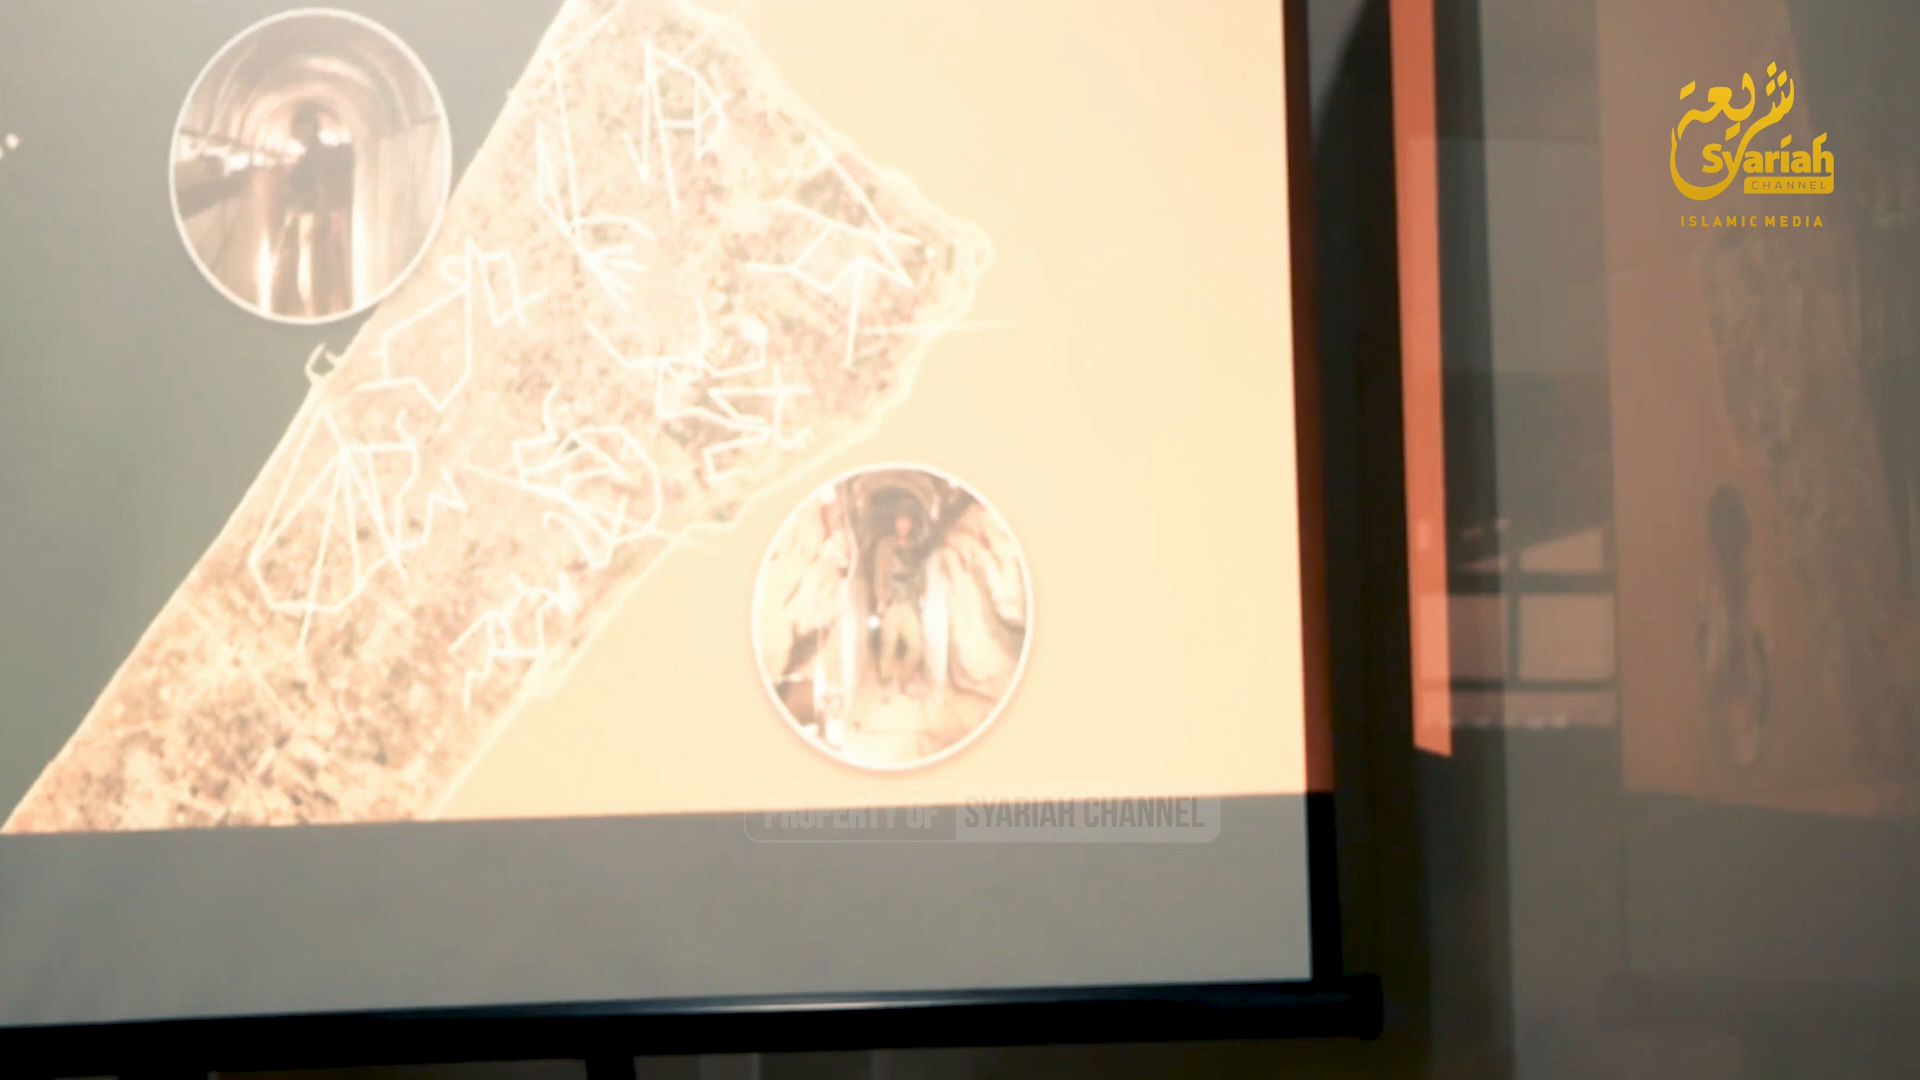 شريعة
Syariah
CHANNEL
ISLAMIC MEDIA
PROPERTY OF SYARIAH CHANNEL